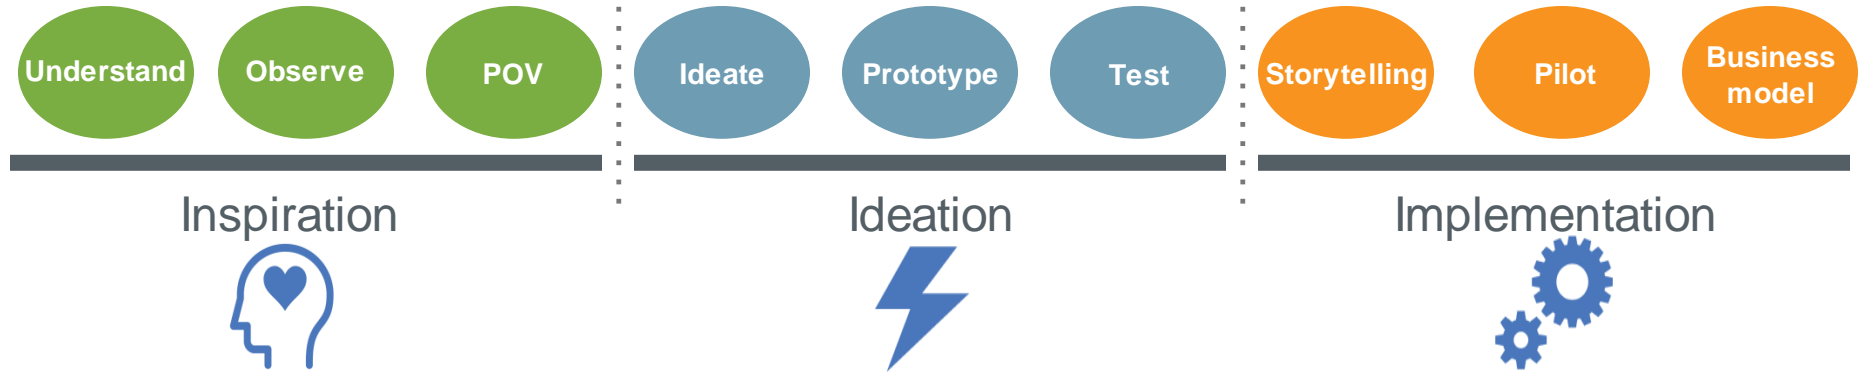 Understand
Observe
POV
Ideate
Prototype
Test
Storytelling
Pilot
Business
model
Inspiration
Ideation
Implementation